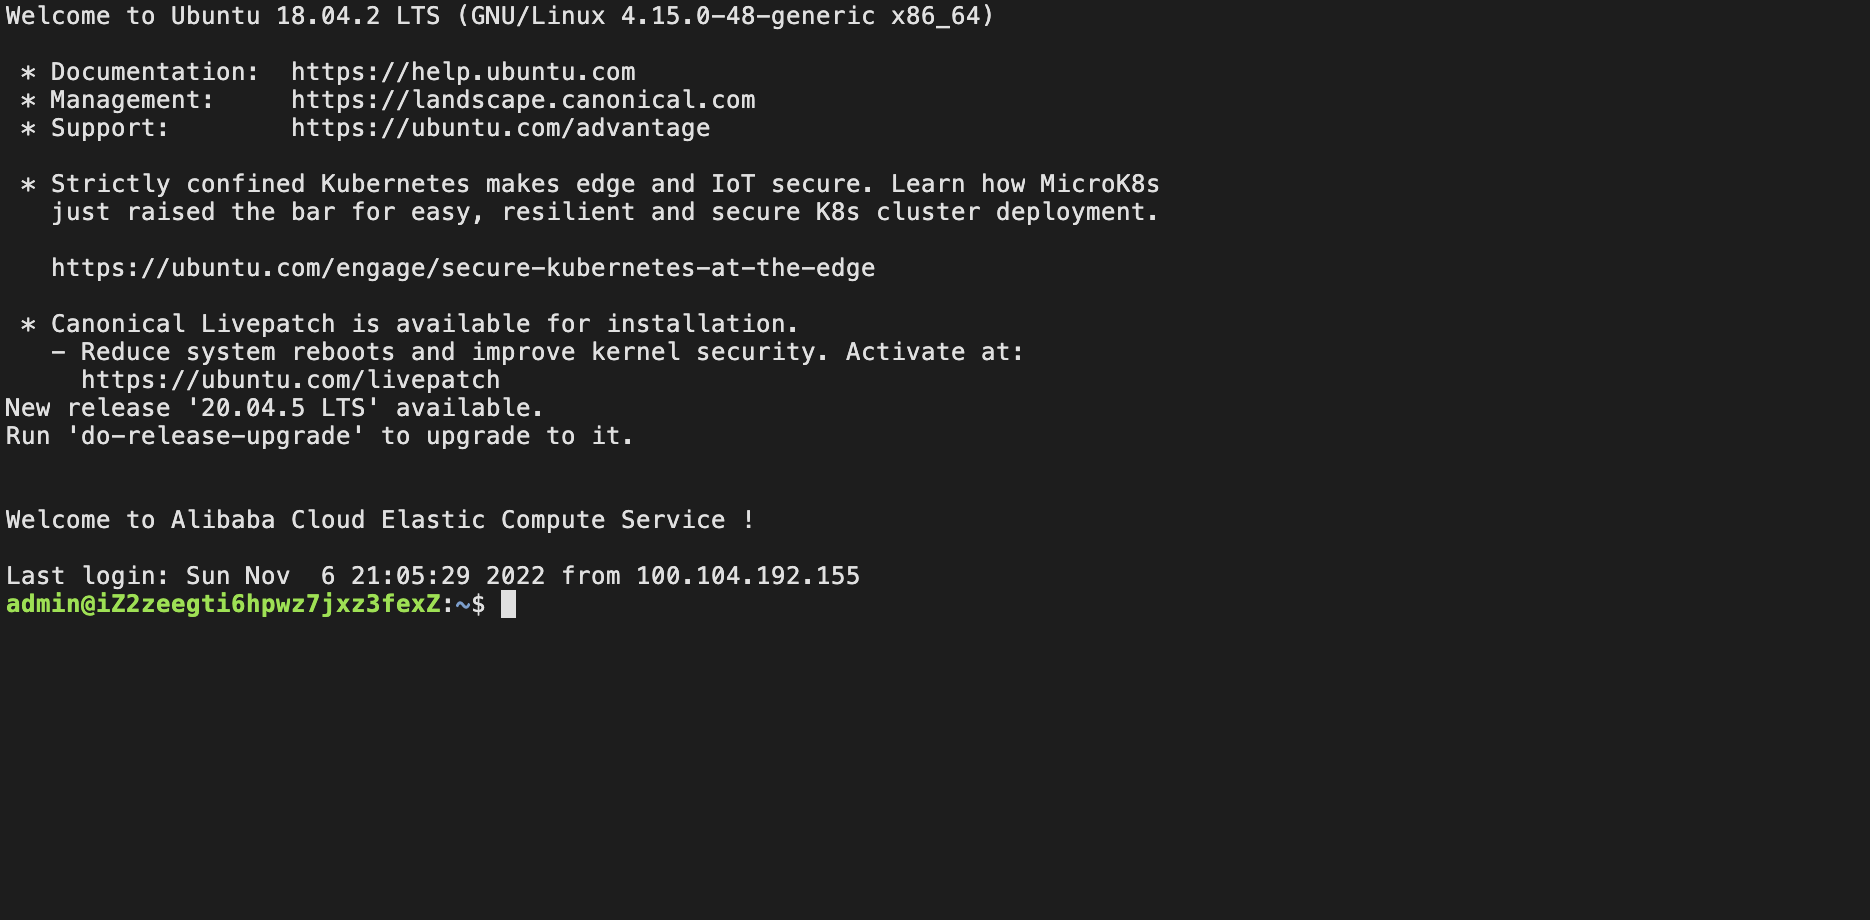 Welcome to Ubuntu 18.04.2 LTS (GNU/Linux 4.15.0-48-generic x86_64)

 * Documentation:  https://help.ubuntu.com
 * Management:     https://landscape.canonical.com
 * Support:        https://ubuntu.com/advantage

 * Strictly confined Kubernetes makes edge and IoT secure. Learn how MicroK8s
   just raised the bar for easy, resilient and secure K8s cluster deployment.

   https://ubuntu.com/engage/secure-kubernetes-at-the-edge

 * Canonical Livepatch is available for installation.
   - Reduce system reboots and improve kernel security. Activate at:
     https://ubuntu.com/livepatch
New release '20.04.5 LTS' available.
Run 'do-release-upgrade' to upgrade to it.


Welcome to Alibaba Cloud Elastic Compute Service !

Last login: Sun Nov  6 21:05:29 2022 from 100.104.192.155
admin@iZ2zeegti6hpwz7jxz3fexZ:~$